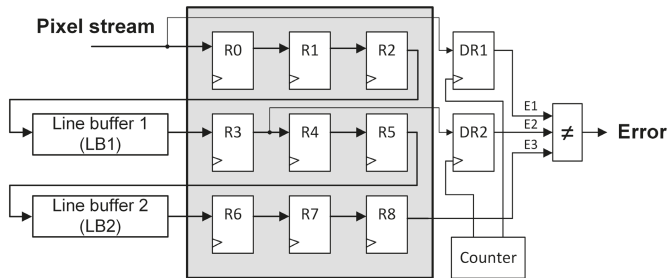 Pixel stream
R0 R1 R2 DR1
E1
Line buffer 1
(LB1)
R3 R4 R5 DR2
E2
≠
Error
E3
Line buffer 2
(LB2)
R6 R7 R8
Counter